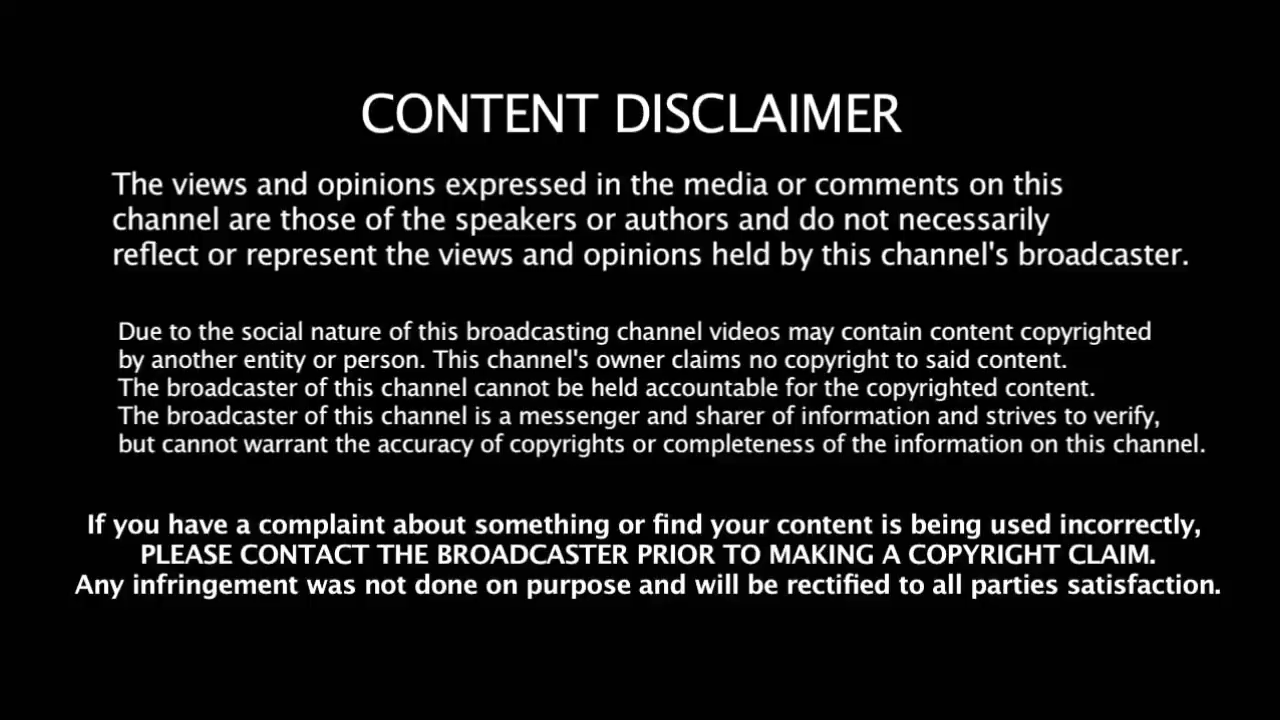 CONTENT DISCLAIMER
The views and opinions expressed in the media or comments on this
channel are those of the speakers or authors and do not necessarily
reflect or represent the views and opinions held by this channel's broadcaster.
Due to the social nature of this broadcasting channel videos may contain content copyrighted
by another entity or person. This channel's owner claims no copyright to said content.
The broadcaster of this channel cannot be held accountable for the copyrighted content.
The broadcaster of this channel is a messenger and sharer of information and strives to verify,
but cannot warrant the accuracy of copyrights or completeness of the information on this channel.
If you have a complaint about something or find your content is being used incorrectly,
PLEASE CONTACT THE BROADCASTER PRIOR TO MAKING A COPYRIGHT CLAIM.
Any infringement was not done on purpose and will be rectified to all parties satisfaction.